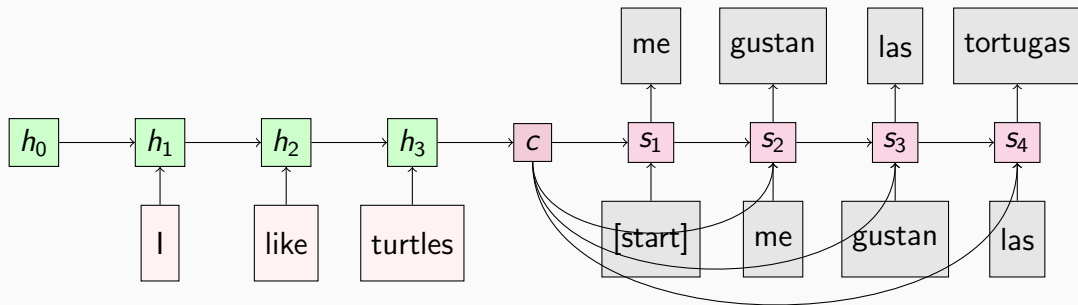 me gustan las tortugas
h₀ h₁ h₂ h₃ c s₁ s₂ s₃ s₄
I like turtles [start] me gustan las